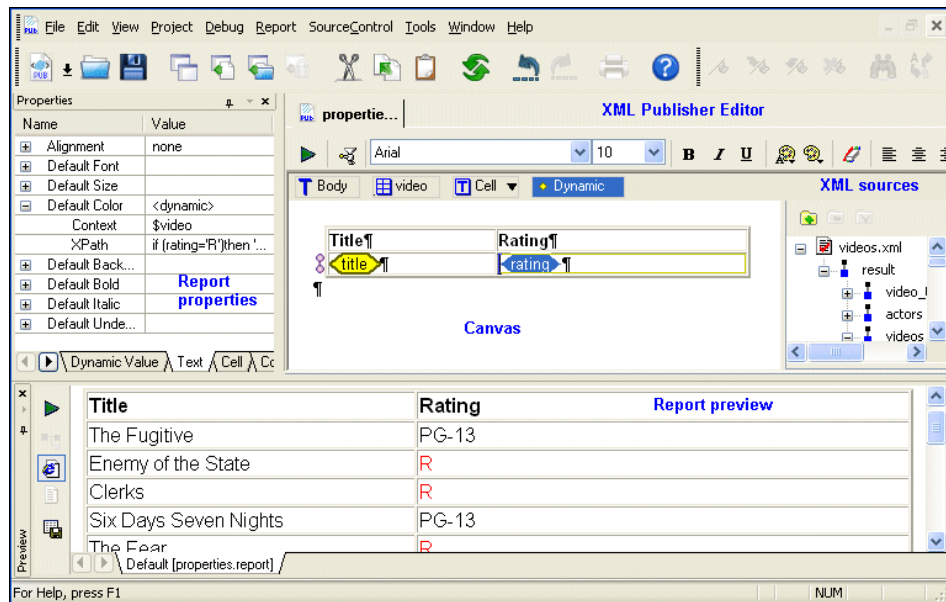 File Edit View Project Debug Report SourceControl Tools Window Help
PUB
Properties
Name Value
Alignment none
Default Font
Default Size
Default Color <dynamic>
Context $video
XPath if (rating='R')then '...
Default Back...
Default Bold
Default Italic
Default Unde...
Report
properties
Dynamic Value Text Cell
PUB propertie... XML Publisher Editor
Arial 10 B I U
T Body video T Cell Dynamic XML sources
Title¶ Rating¶
title ¶ rating ¶
¶
Canvas
videos.xml
result
actors
videos
Title Rating Report preview
The Fugitive PG-13
Enemy of the State R
Clerks R
Six Days Seven Nights PG-13
The Fear R
Preview
Default [properties.report]
For Help, press F1 NUM